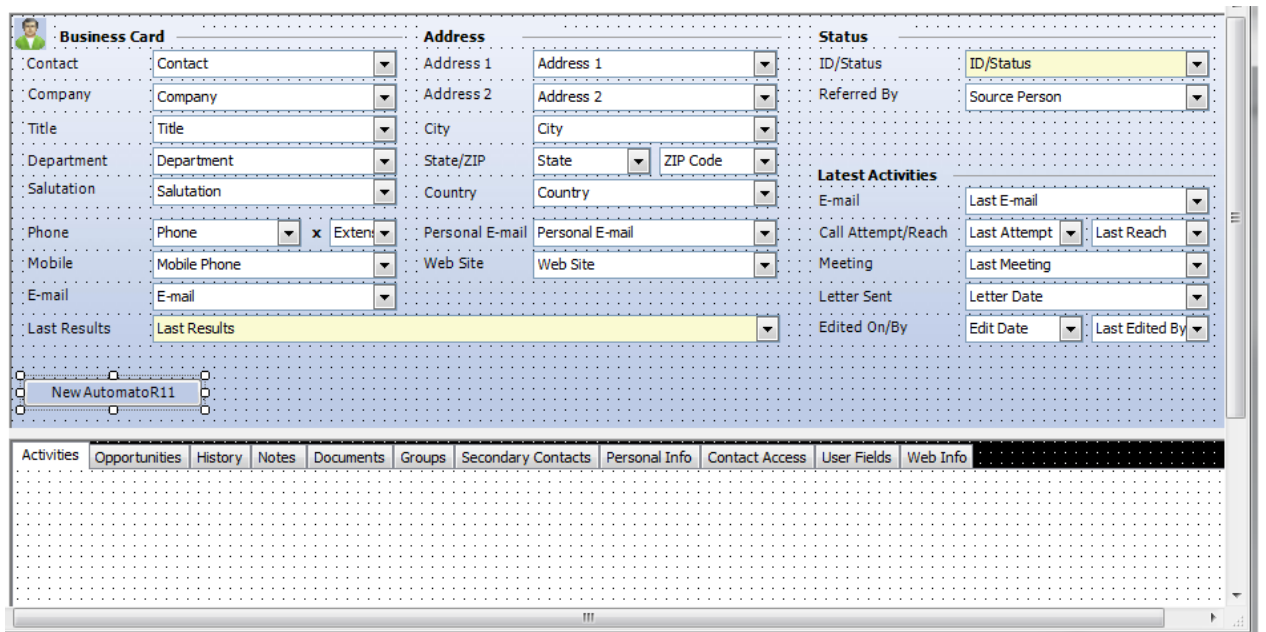 Business Card Address Status
Contact Contact Address 1 Address 1 ID/Status ID/Status
Company Company Address 2 Address 2 Referred By Source Person
Title Title City City
Department Department State/ZIP State ZIP Code
Latest Activities
Salutation Salutation Country Country
E-mail Last E-mail
Phone Phone x Exten Personal E-mail Personal E-mail Call Attempt/Reach Last Attempt Last Reach
Mobile Mobile Phone Web Site Web Site Meeting Last Meeting
E-mail E-mail Letter Sent Letter Date
Last Results Last Results Edited On/By Edit Date Last Edited By
New AutomatoR11
Activities Opportunities History Notes Documents Groups Secondary Contacts Personal Info Contact Access User Fields Web Info